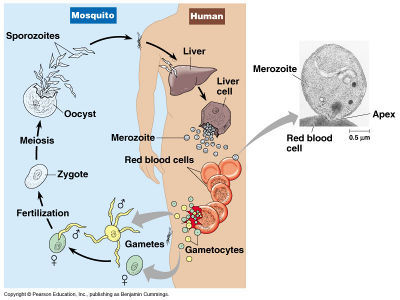 Mosquito
Human
Sporozoites
Liver
Liver
cell
Merozoite
Oocyst
Apex
Meiosis
Merozoite
Red blood
cell
0.5 µm
Red blood cells
Zygote
♂
Fertilization
♂
Gametes
Gametocytes
♀
♀
Copyright © Pearson Education, Inc., publishing as Benjamin Cummings.